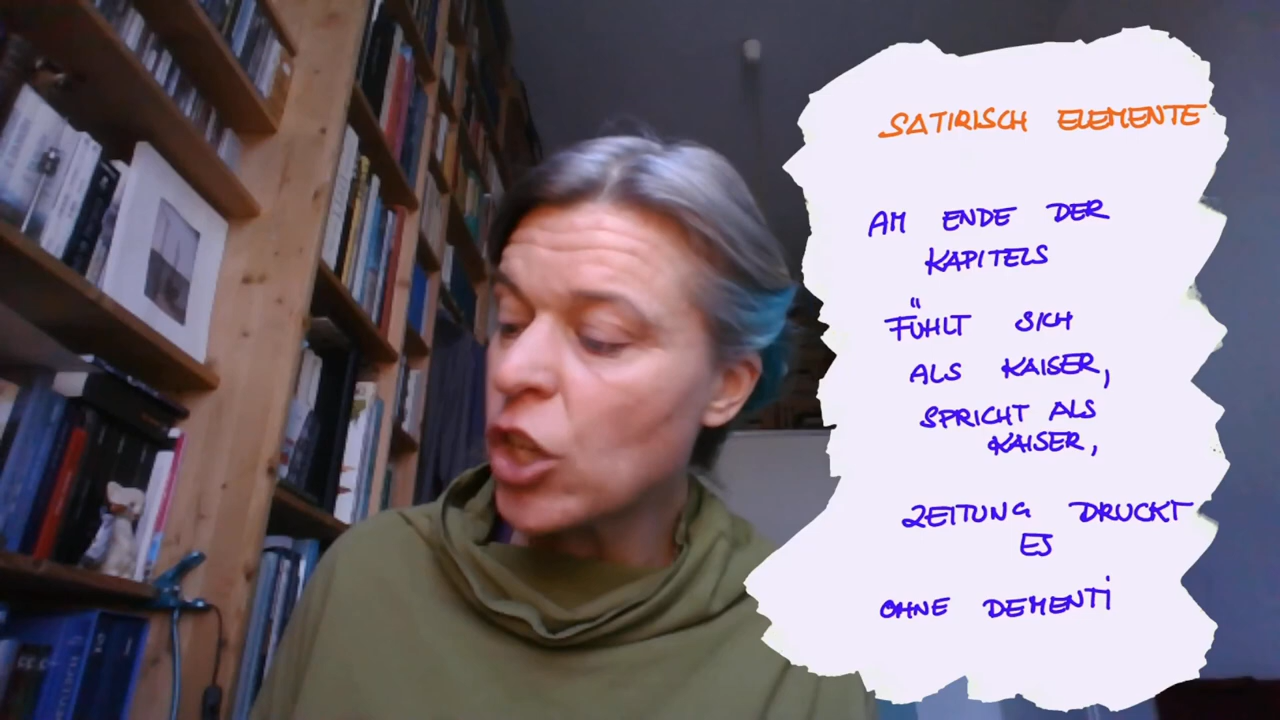 SATIRISCH ELEMENTE
AM ENDE DER
KAPITELS
FÜHLT SICH
ALS KAISER,
SPRICHT ALS
KAISER,
ZEITUNG DRUCKT
ES
OHNE DEMENTI